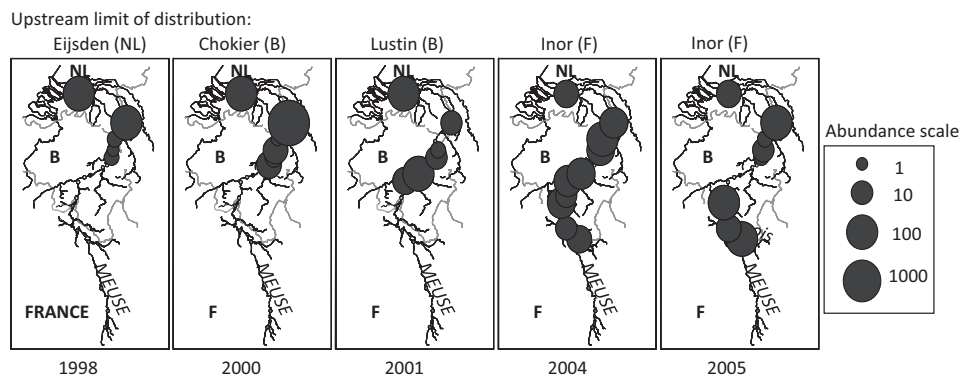 Upstream limit of distribution:
Eijsden (NL) Chokier (B) Lustin (B) Inor (F) Inor (F)
NL NL NL NL NL
B B B B B
MEUSE MEUSE MEUSE MEUSE MEUSE
FRANCE F F F F
1998 2000 2001 2004 2005
Abundance scale
1
10
100
1000